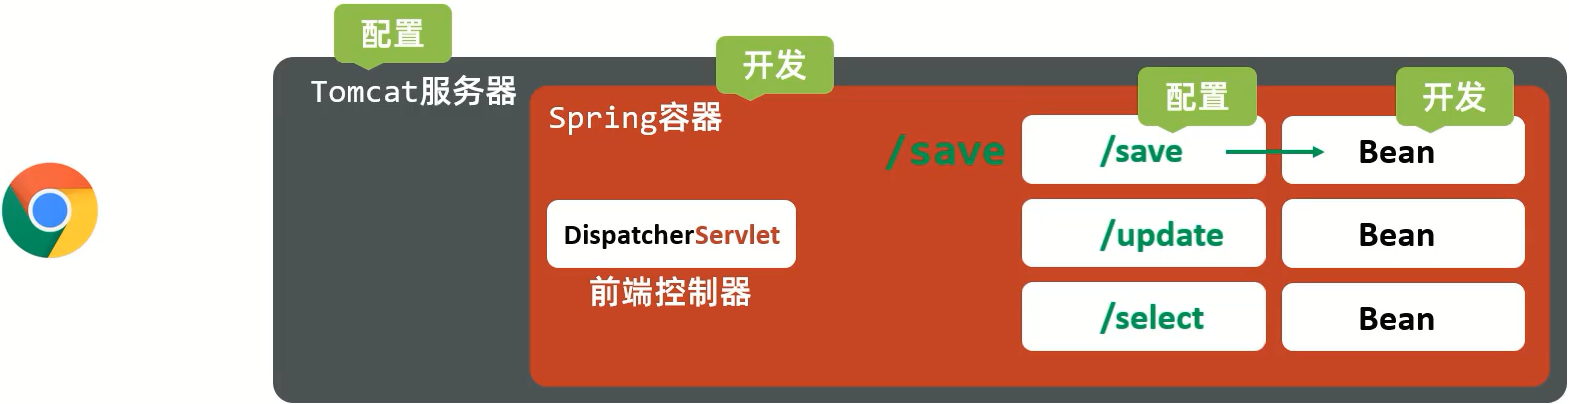 配置
开发
Tomcat服务器
配置
开发
Spring容器
/save
/save
Bean
DispatcherServlet
/update
Bean
前端控制器
/select
Bean